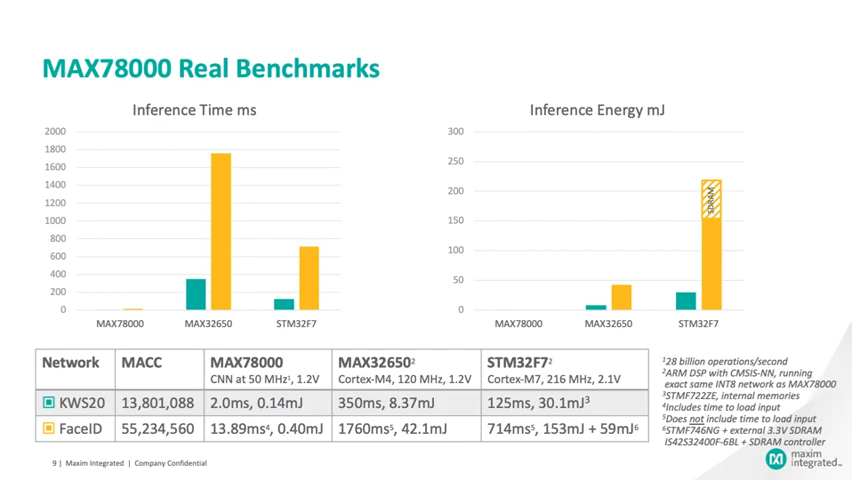 MAX78000 Real Benchmarks
Inference Time ms
2000
1800
1600
1400
1200
1000
800
600
400
200
0
MAX78000 MAX32650 STM32F7
Inference Energy mJ
300
250
200
150
100
50
0
SDRAM
MAX78000 MAX32650 STM32F7
Network MACC MAX78000 MAX32650² STM32F7²
CNN at 50 MHz¹, 1.2V Cortex-M4, 120 MHz, 1.2V Cortex-M7, 216 MHz, 2.1V
KWS20 13,801,088 2.0ms, 0.14mJ 350ms, 8.37mJ 125ms, 30.1mJ³
FaceID 55,234,560 13.89ms⁴, 0.40mJ 1760ms⁵, 42.1mJ 714ms⁵, 153mJ + 59mJ⁶
¹28 billion operations/second
²ARM DSP with CMSIS-NN, running
exact same INT8 network as MAX78000
³STMF722ZE, internal memories
⁴Includes time to load input
⁵Does not include time to load input
⁶STMF746NG + external 3.3V SDRAM
IS42S32400F-6BL + SDRAM controller
9 | Maxim Integrated | Company Confidential
maxim
integrated™